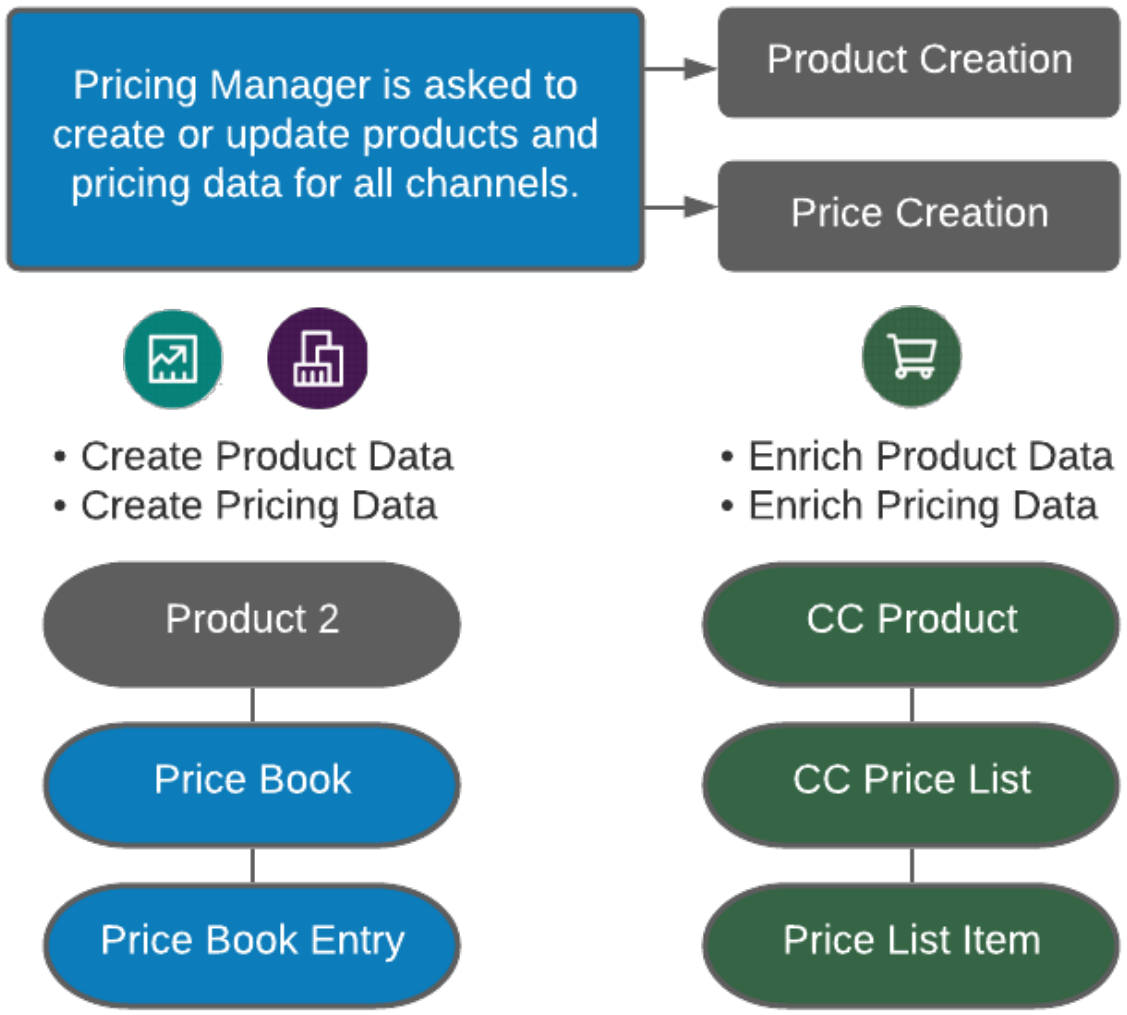 Pricing Manager is asked to
create or update products and
pricing data for all channels.
Product Creation
Price Creation
• Create Product Data
• Create Pricing Data
• Enrich Product Data
• Enrich Pricing Data
Product 2
Price Book
Price Book Entry
CC Product
CC Price List
Price List Item